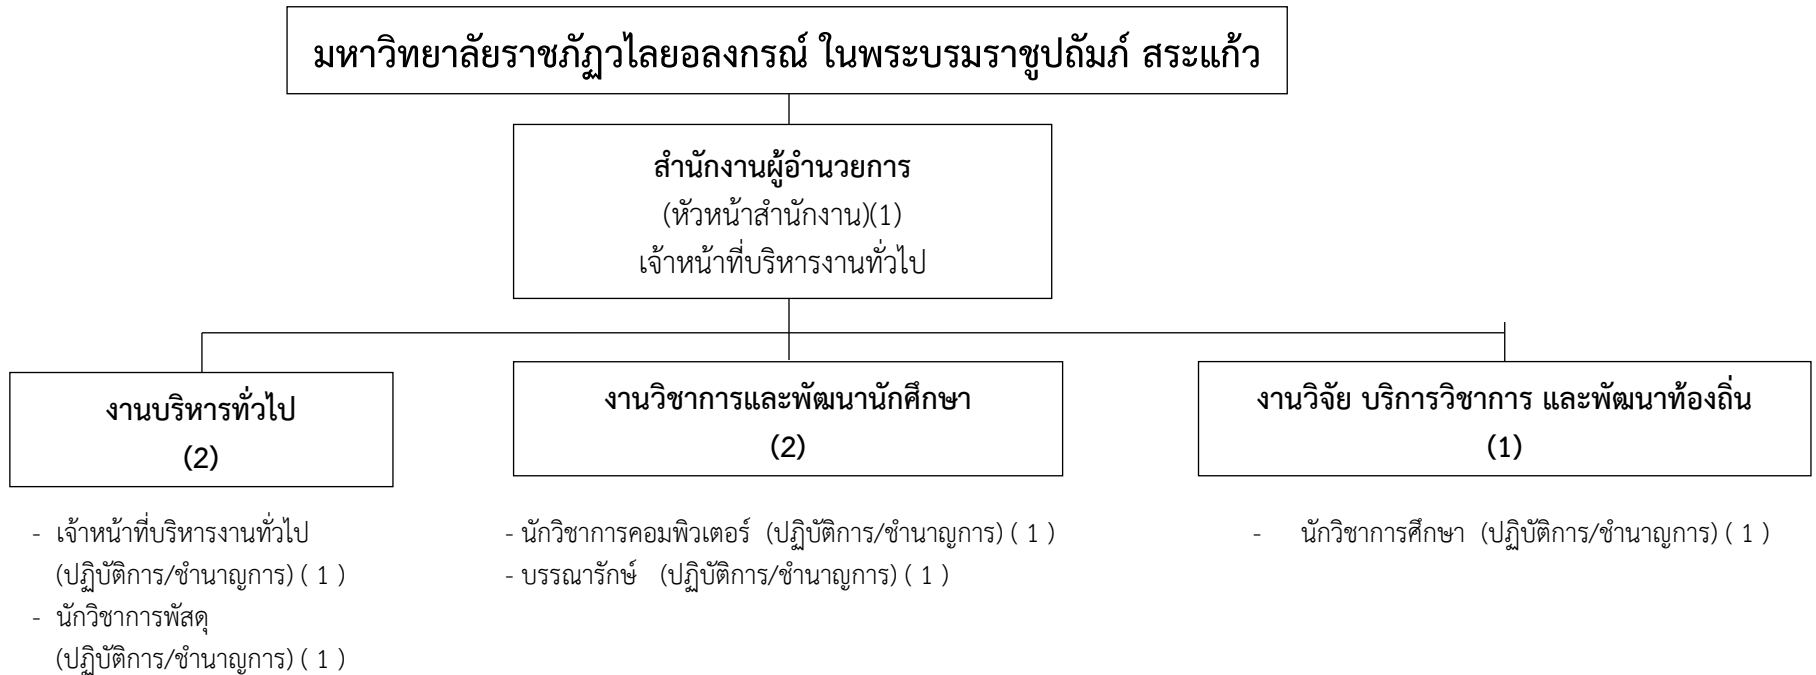 มหาวิทยาลัยราชภัฏวไลยอลงกรณ์ ในพระบรมราชูปถัมภ์ สระแก้ว
สำนักงานผู้อำนวยการ
(หัวหน้าสำนักงาน)(1)
เจ้าหน้าที่บริหารงานทั่วไป
งานบริหารทั่วไป
(2)
- เจ้าหน้าที่บริหารงานทั่วไป
(ปฏิบัติการ/ชำนาญการ) ( 1 )
- นักวิชาการพัสดุ
(ปฏิบัติการ/ชำนาญการ) ( 1 )
งานวิชาการและพัฒนานักศึกษา
(2)
- นักวิชาการคอมพิวเตอร์ (ปฏิบัติการ/ชำนาญการ) ( 1 )
- บรรณารักษ์ (ปฏิบัติการ/ชำนาญการ) ( 1 )
งานวิจัย บริการวิชาการ และพัฒนาท้องถิ่น
(1)
- นักวิชาการศึกษา (ปฏิบัติการ/ชำนาญการ) ( 1 )